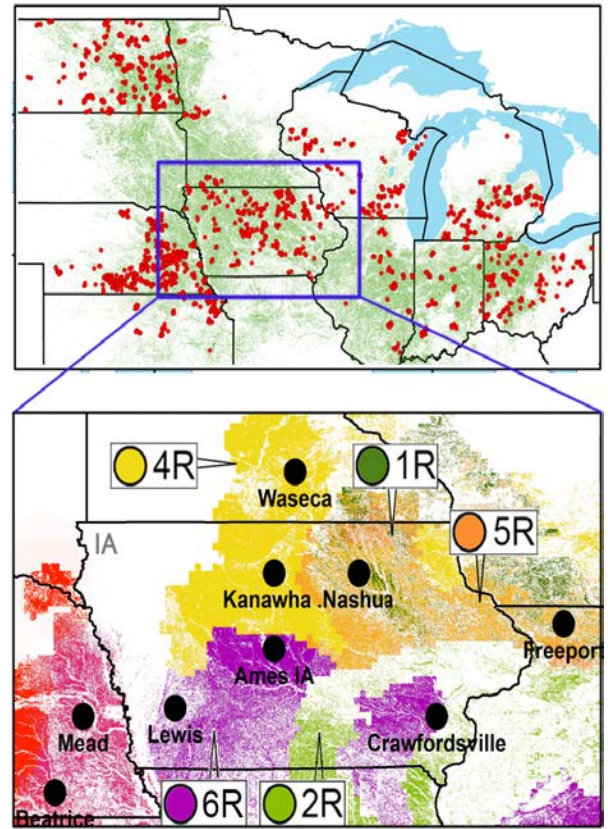 4R
1R
Waseca
IA
5R
Kanawha .Nashua
Freeport
Ames IA
Lewis
Mead
Crawfordsville
Beatrice
6R
2R